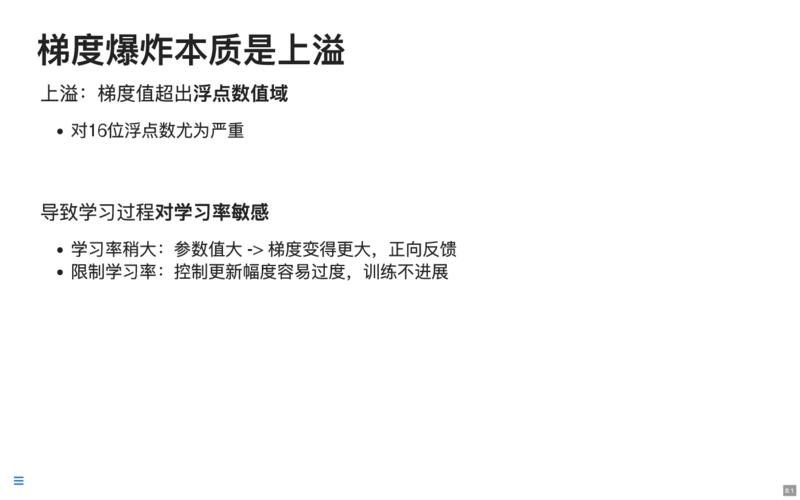 梯度爆炸本质是上溢
上溢：梯度值超出浮点数值域
对16位浮点数尤为严重
导致学习过程对学习率敏感
学习率稍大：参数值大 -> 梯度变得更大，正向反馈
限制学习率：控制更新幅度容易过度，训练不进展
8.1